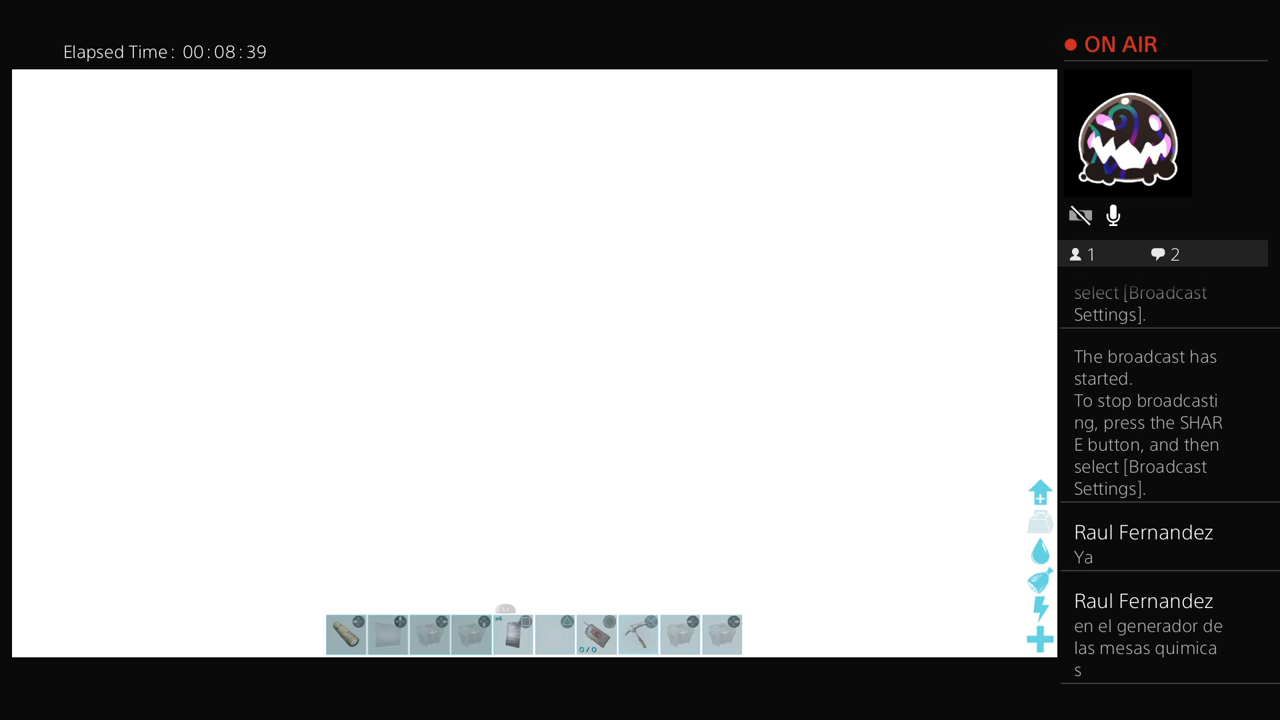 Elapsed Time: 00:08:39
ON AIR
1 2
select [Broadcast
Settings].
The broadcast has
started.
To stop broadcasti
ng, press the SHAR
E button, and then
select [Broadcast
Settings].
Raul Fernandez
Ya
Raul Fernandez
en el generador de
las mesas quimica
s
0/0